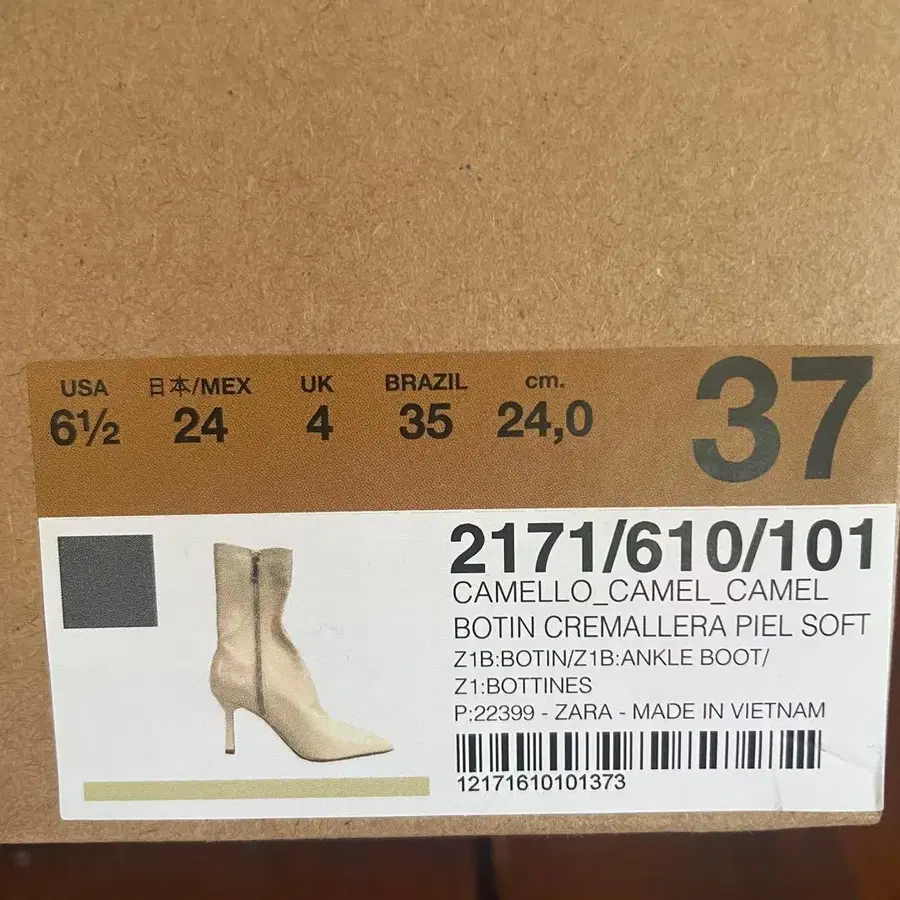 USA 日本/MEX UK BRAZIL cm.
6½ 24 4 35 24,0
37
2171/610/101
CAMELLO_CAMEL_CAMEL
BOTIN CREMALLERA PIEL SOFT
Z1B:BOTIN/Z1B:ANKLE BOOT/
Z1:BOTTINES
P:22399 - ZARA - MADE IN VIETNAM
12171610101373